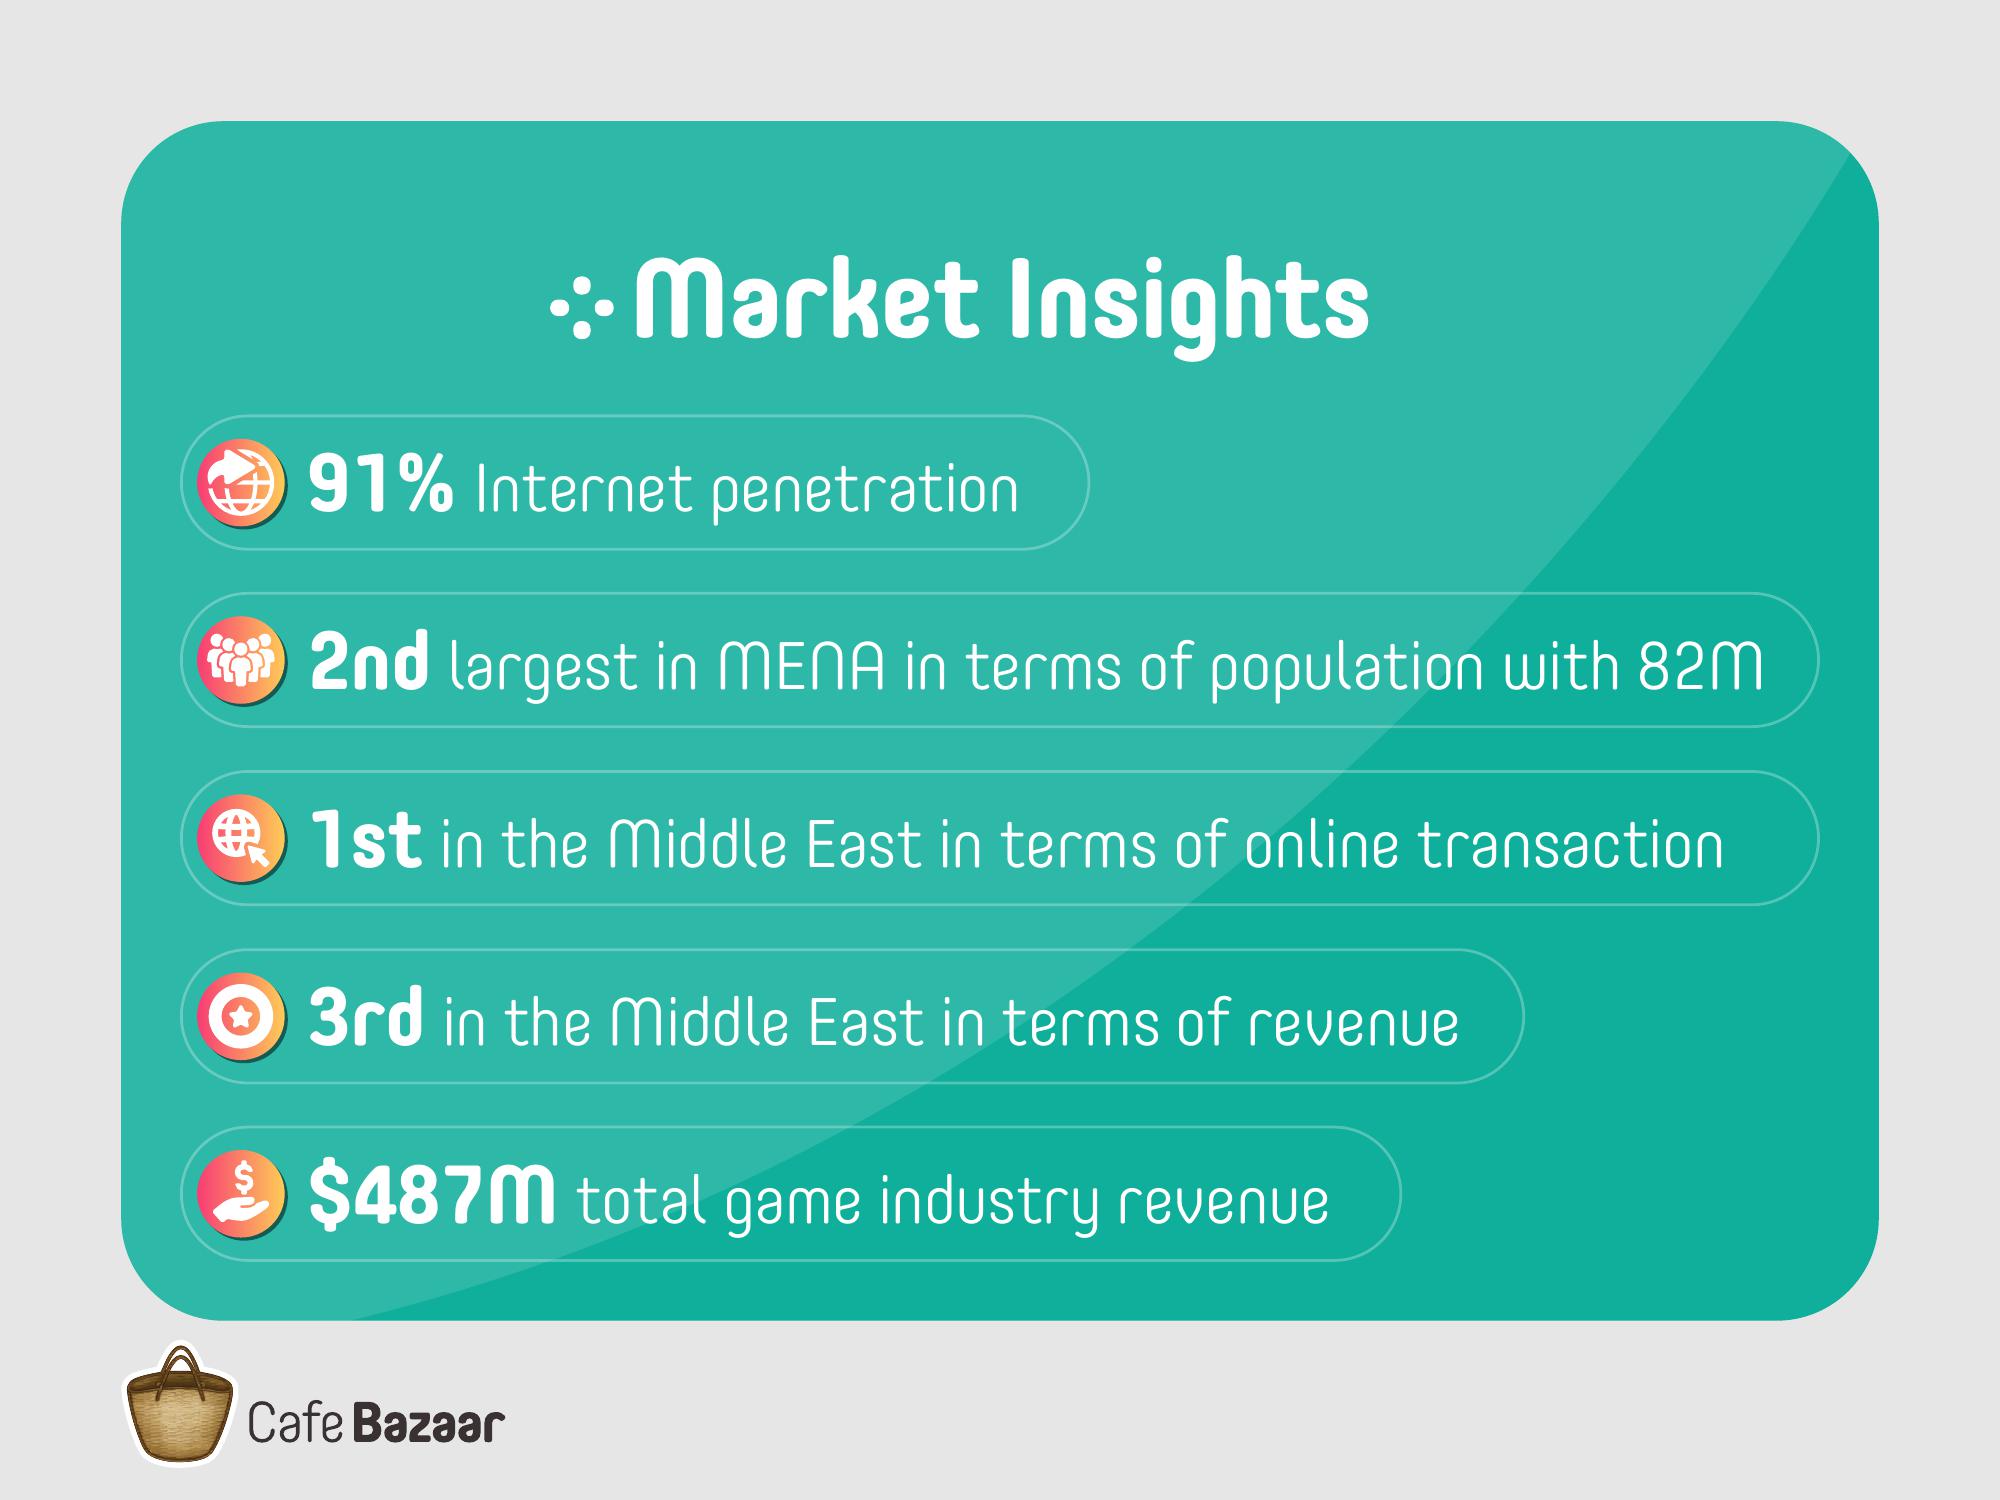 Market Insights
91% Internet penetration
2nd largest in MENA in terms of population with 82M
1st in the Middle East in terms of online transaction
3rd in the Middle East in terms of revenue
$487M total game industry revenue
Cafe Bazaar